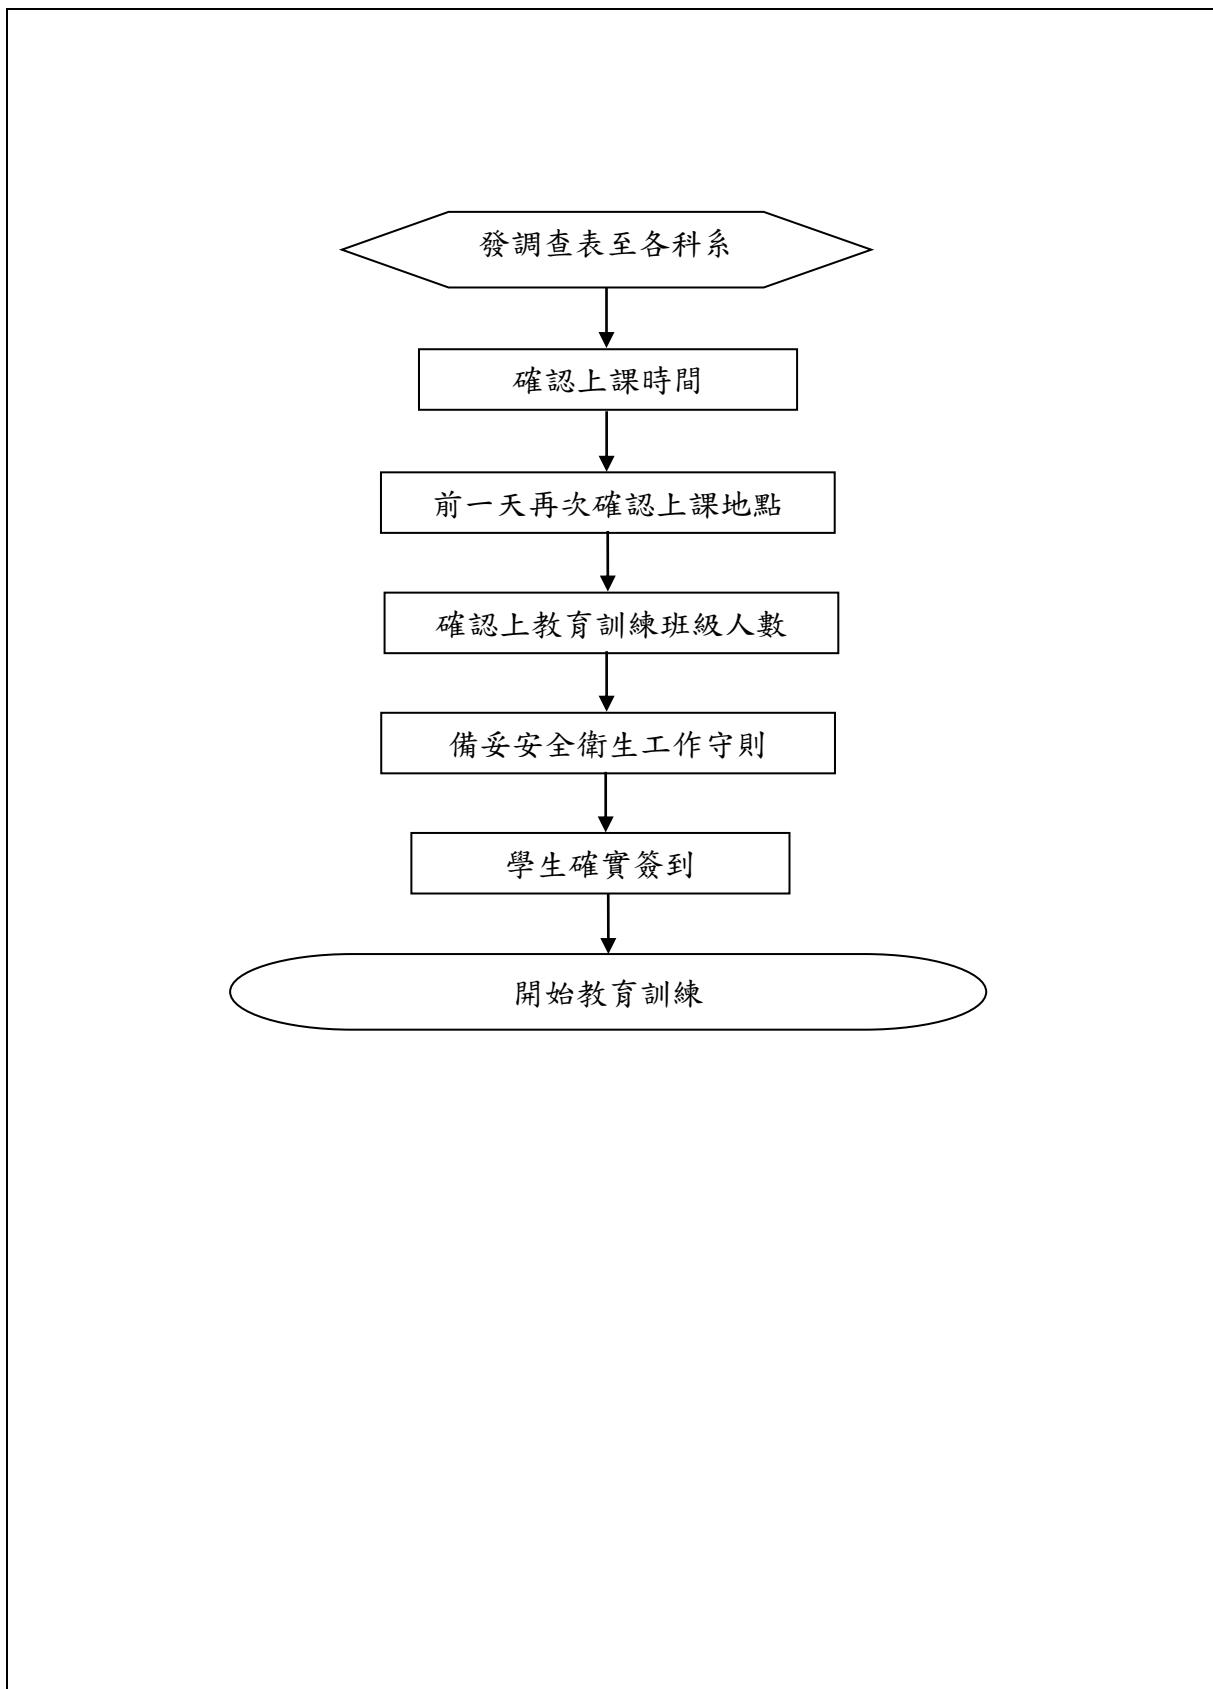 發調查表至各科系
確認上課時間
前一天再次確認上課地點
確認上教育訓練班級人數
備妥安全衛生工作守則
學生確實簽到
開始教育訓練